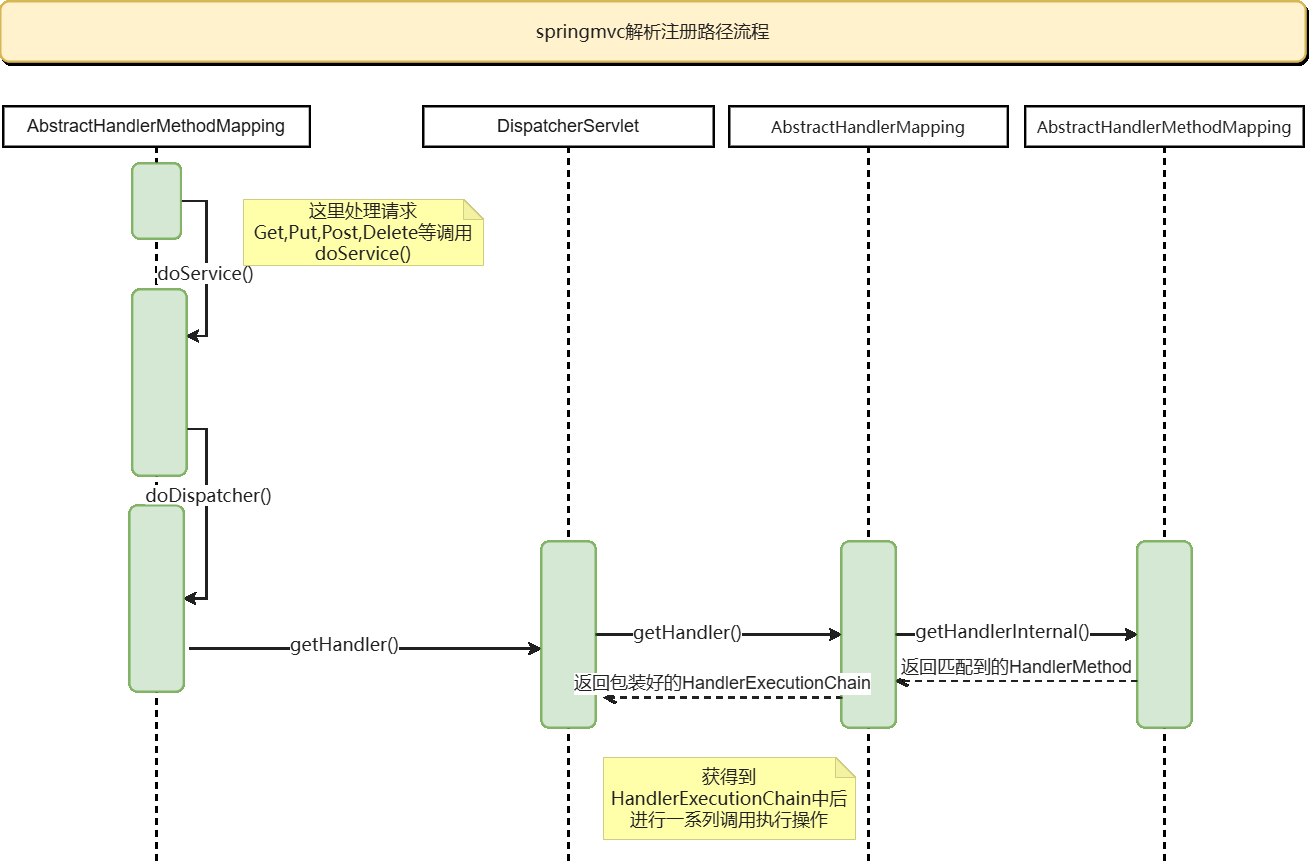 springmvc解析注册路径流程
AbstractHandlerMethodMapping
DispatcherServlet
AbstractHandlerMapping
AbstractHandlerMethodMapping
这里处理请求
Get,Put,Post,Delete等调用
doService()
doService()
doDispatcher()
getHandler()
getHandler()
getHandlerInternal()
返回匹配到的HandlerMethod
返回包装好的HandlerExecutionChain
获得到
HandlerExecutionChain中后
进行一系列调用执行操作